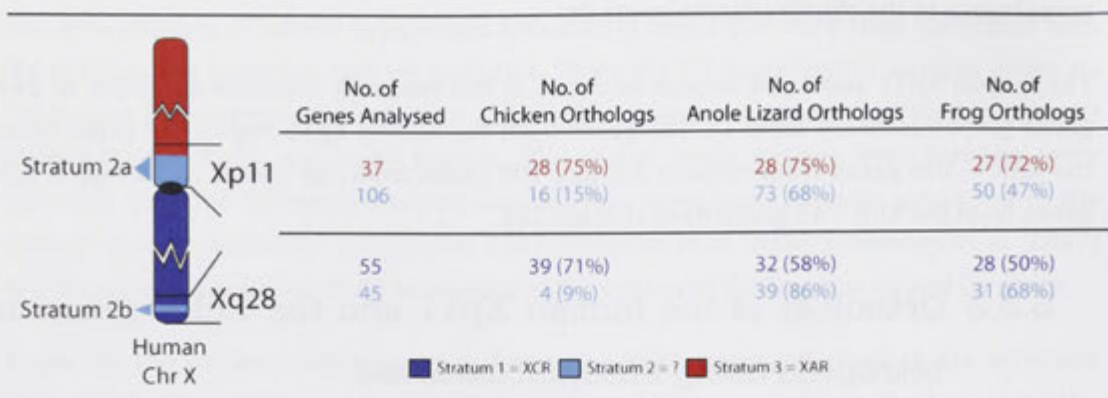 No. of No. of No. of No. of
Genes Analysed Chicken Orthologs Anole Lizard Orthologs Frog Orthologs
Stratum 2a Xp11 37 28 (75%) 28 (75%) 27 (72%)
106 16 (15%) 73 (68%) 50 (47%)
55 39 (71%) 32 (58%) 28 (50%)
Stratum 2b Xq28 45 4 (9%) 39 (86%) 31 (68%)
Human
Chr X
Stratum 1 = XCR Stratum 2 = ? Stratum 3 = XAR